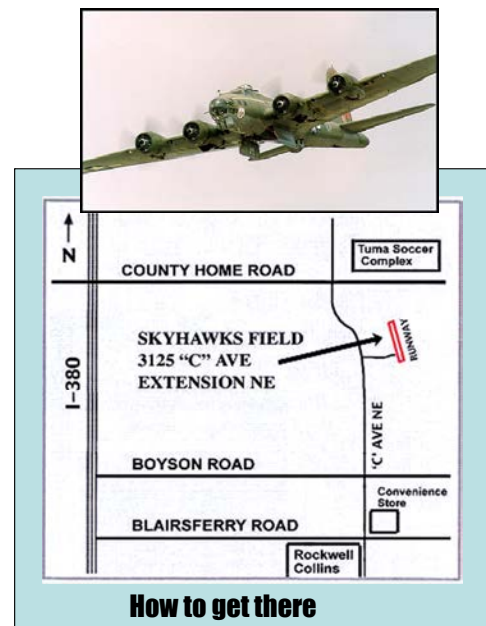 N
Tuma Soccer
Complex
COUNTY HOME ROAD
SKYHAWKS FIELD
3125 “C” AVE
EXTENSION NE
RUNWAY
I-380
'C' AVE NE
BOYSON ROAD
Convenience
Store
BLAIRSFERRY ROAD
Rockwell
Collins
How to get there